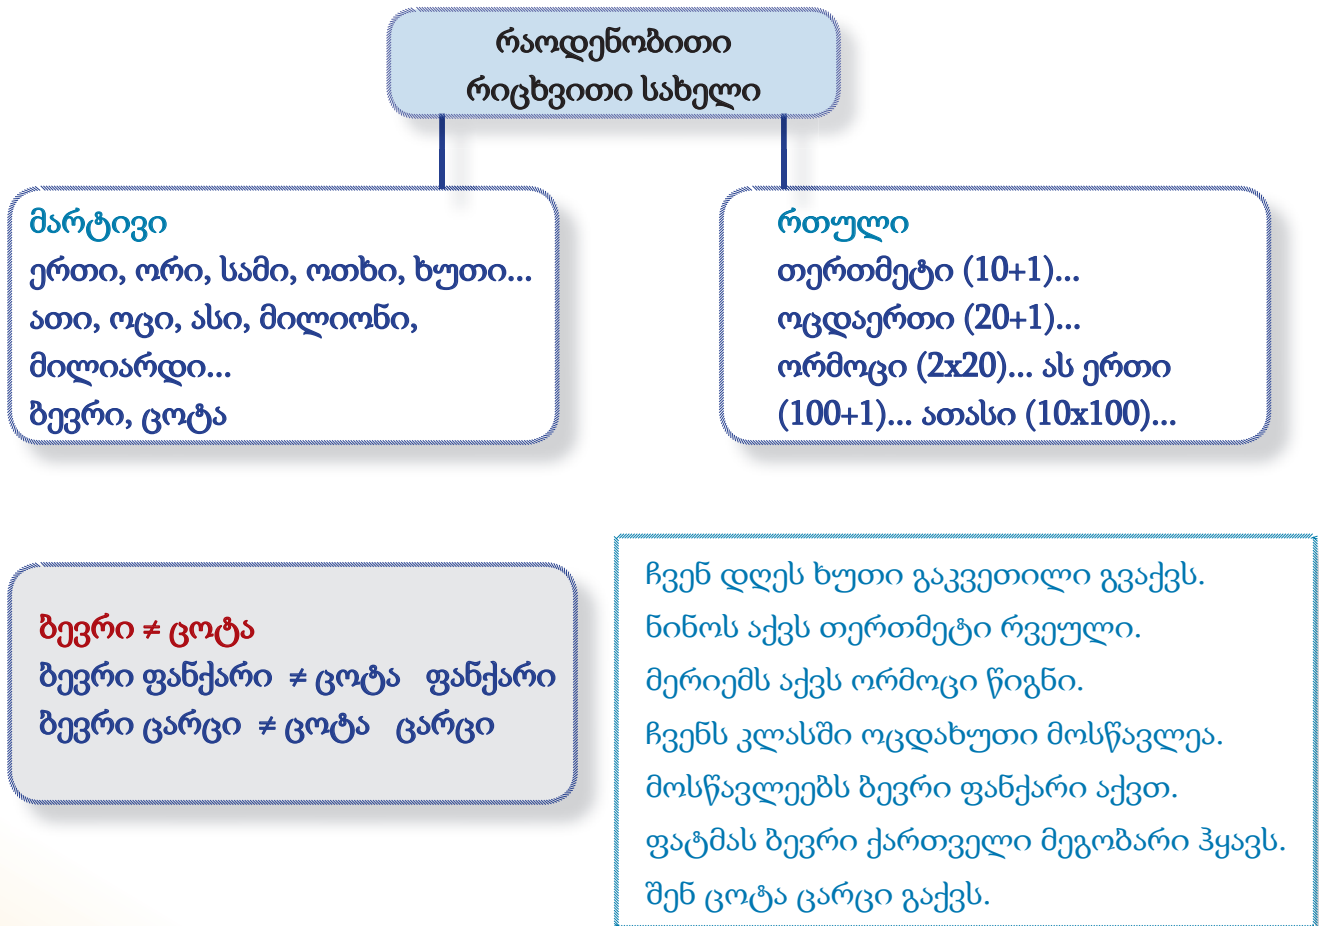 რაოდენობითი
რიცხვითი სახელი
მარტივი
ერთი, ორი, სამი, ოთხი, ხუთი...
ათი, ოცი, ასი, მილიონი,
მილიარდი...
ბევრი, ცოტა
რთული
თერთმეტი (10+1)...
ოცდაერთი (20+1)...
ორმოცი (2x20)... ას ერთი
(100+1)... ათასი (10x100)...
ბევრი ≠ ცოტა
ბევრი ფანქარი ≠ ცოტა ფანქარი
ბევრი ცარცი ≠ ცოტა ცარცი
ჩვენ დღეს ხუთი გაკვეთილი გვაქვს.
ნინოს აქვს თერთმეტი რვეული.
მერიემს აქვს ორმოცი წიგნი.
ჩვენს კლასში ოცდახუთი მოსწავლეა.
მოსწავლეებს ბევრი ფანქარი აქვთ.
ფატმას ბევრი ქართველი მეგობარი ჰყავს.
შენ ცოტა ცარცი გაქვს.